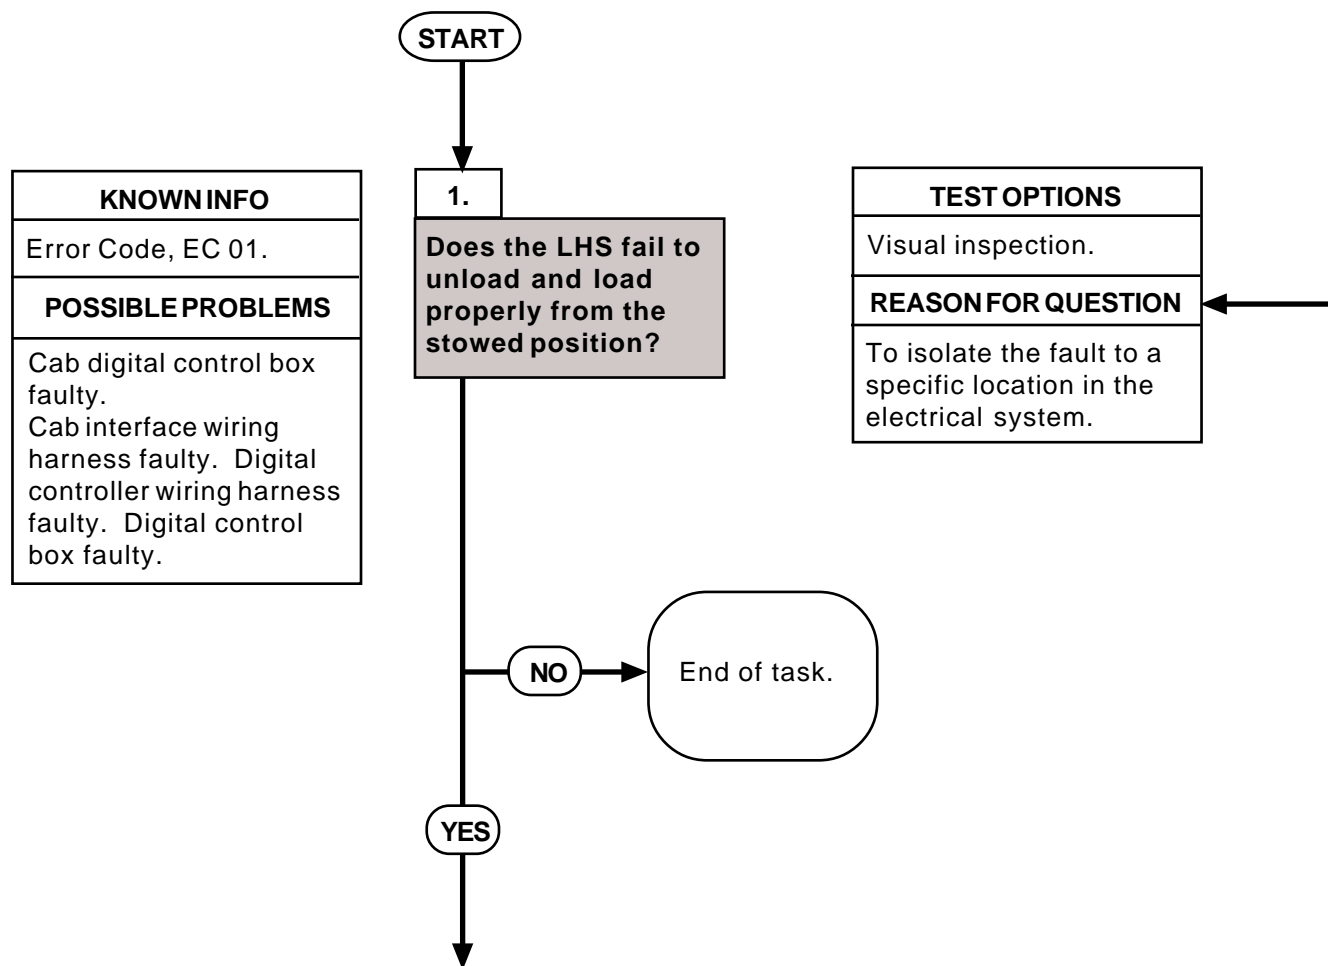 START
KNOWN INFO
Error Code, EC 01.
POSSIBLE PROBLEMS
Cab digital control box
faulty.
Cab interface wiring
harness faulty.  Digital
controller wiring harness
faulty.  Digital control
box faulty.
1.
Does the LHS fail to
unload and load
properly from the
stowed position?
TEST OPTIONS
Visual inspection.
REASON FOR QUESTION
To isolate the fault to a
specific location in the
electrical system.
NO
End of task.
YES